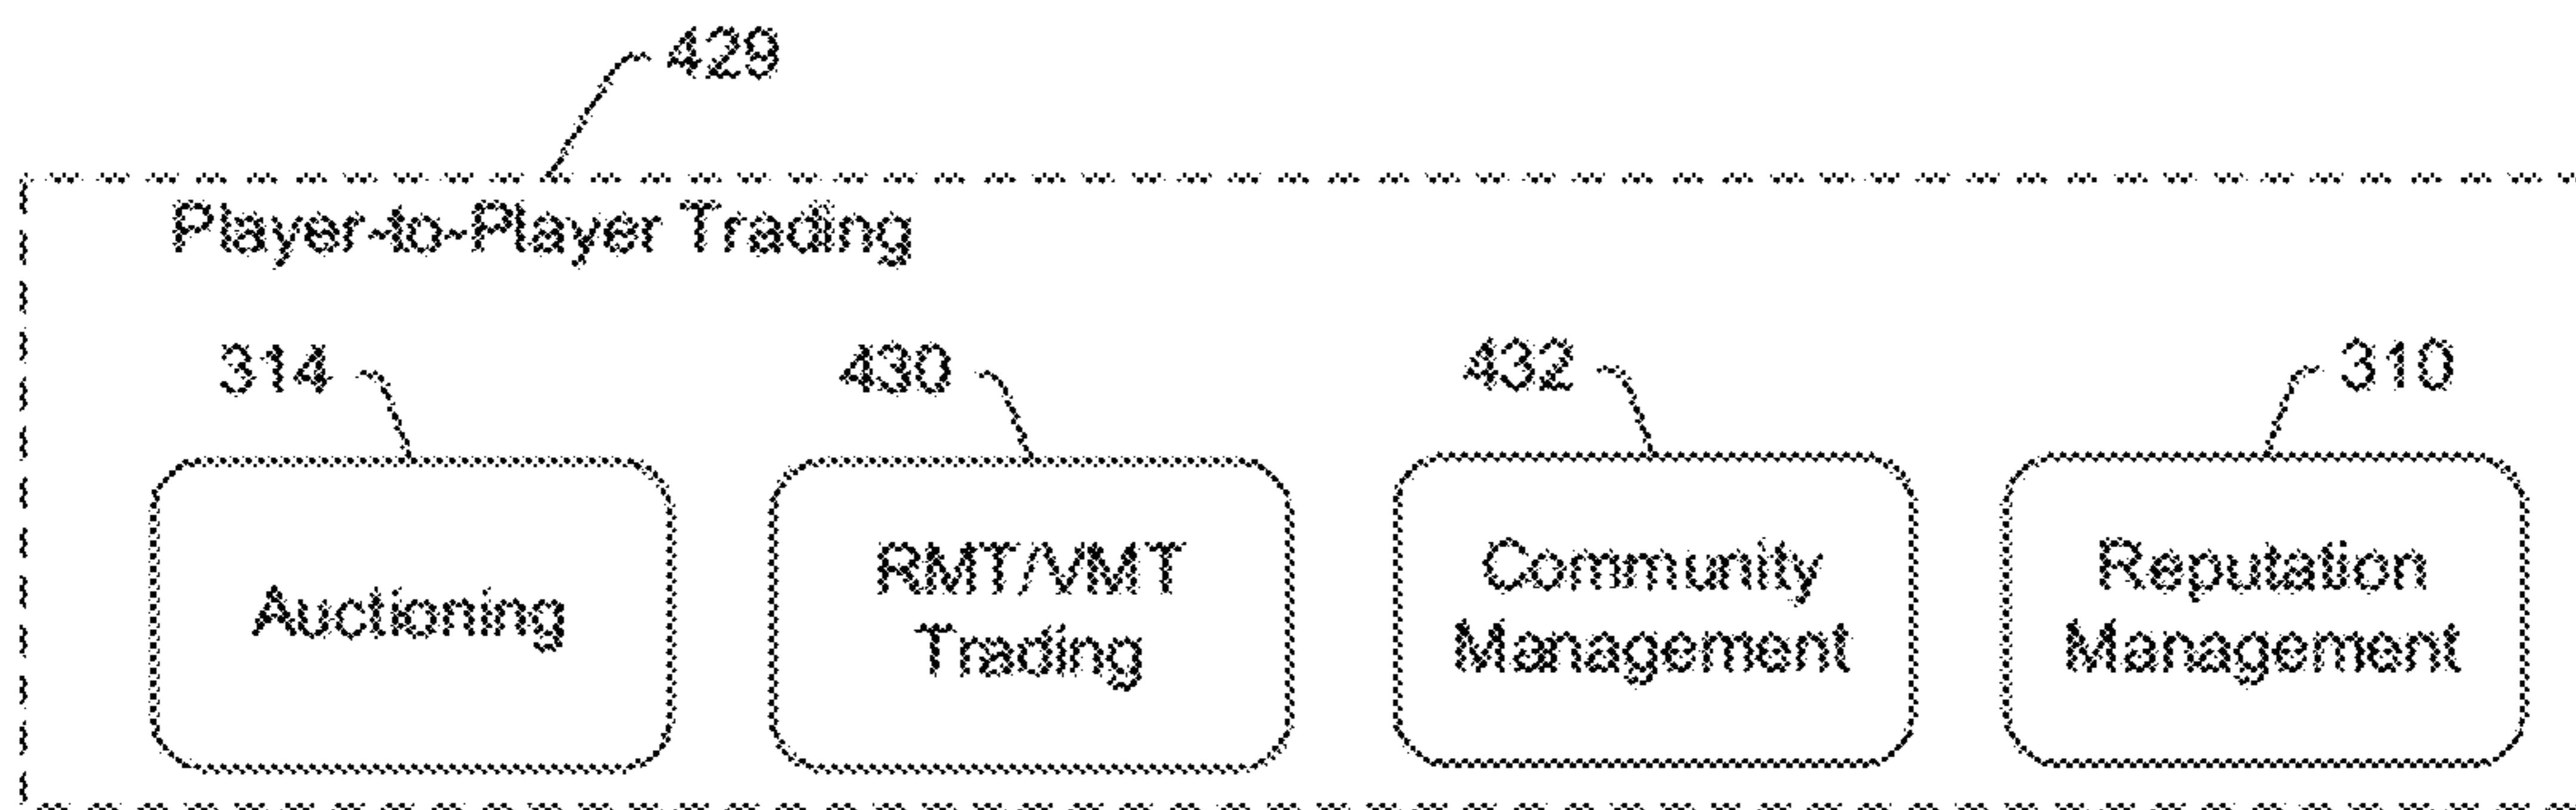 429
Player-to-Player Trading
314
430
432
310
Auctioning
RMT/VMT
Trading
Community
Management
Reputation
Management